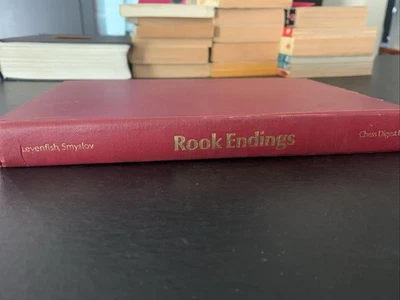 Levenfish, Smyslov
Rook Endings
Chess Digest